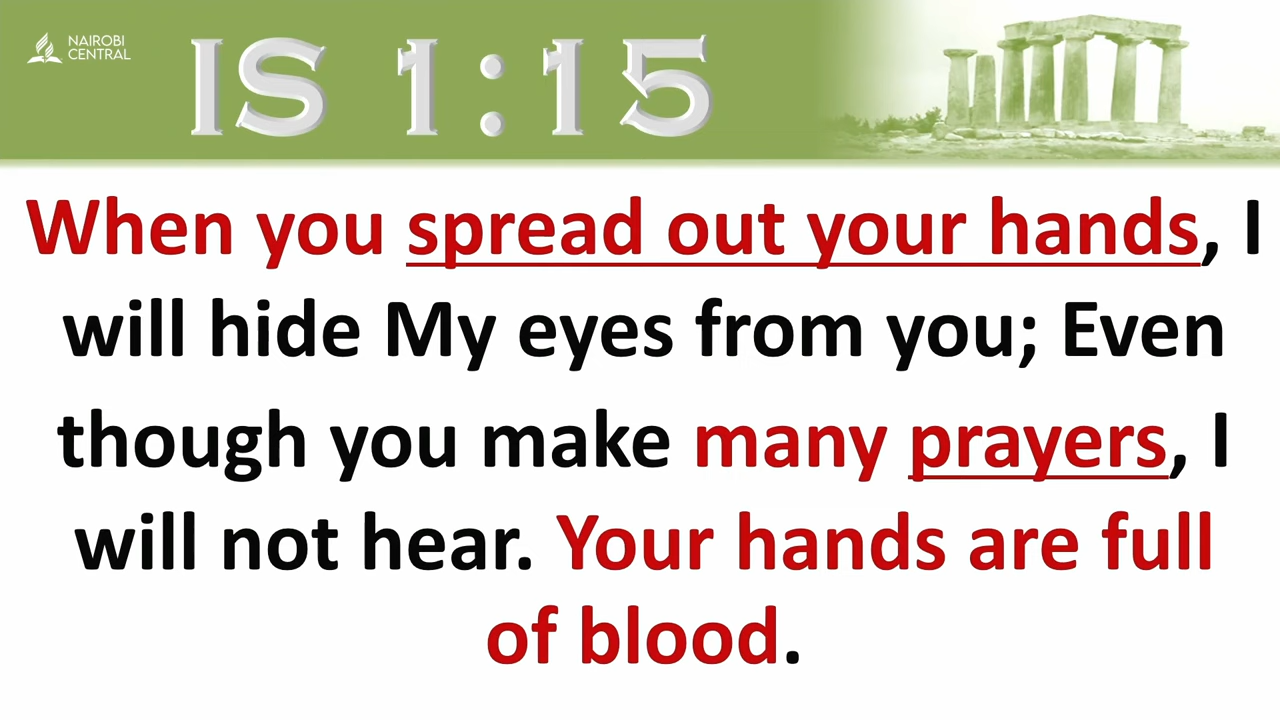 NAIROBI
CENTRAL
IS 1:15
When you spread out your hands, I
will hide My eyes from you; Even
though you make many prayers, I
will not hear. Your hands are full
of blood.